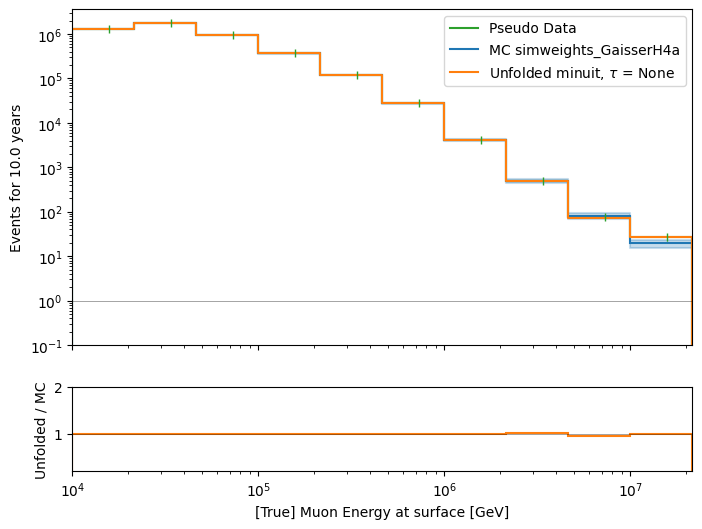 10⁶
10⁵
10⁴
10³
10²
10¹
10⁰
10⁻¹
Events for 10.0 years
Pseudo Data
MC simweights_GaisserH4a
Unfolded minuit, τ = None
2
1
Unfolded / MC
10⁴ 10⁵ 10⁶ 10⁷
[True] Muon Energy at surface [GeV]